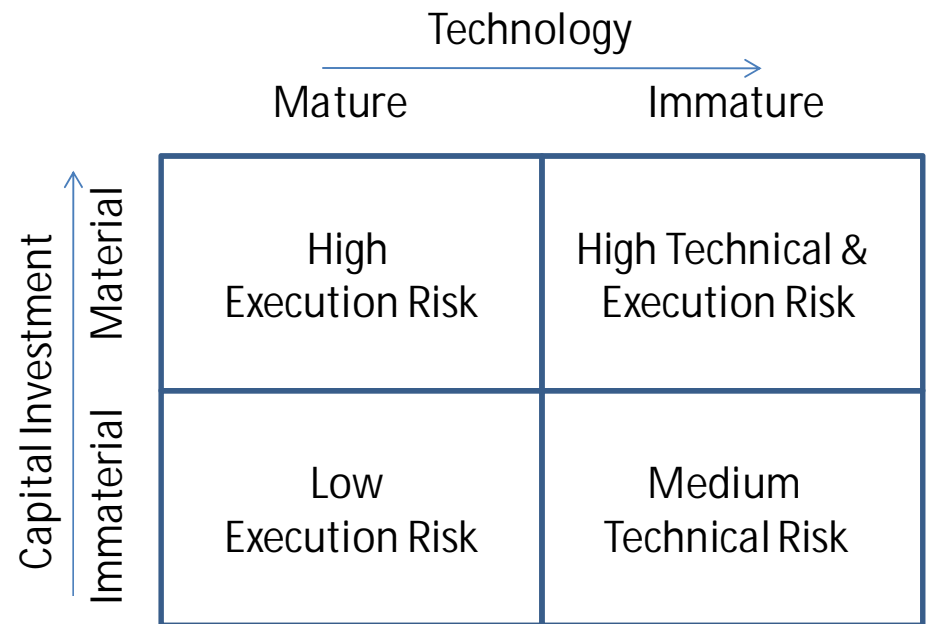 Technology
Mature
Immature
Capital Investment
Material
High
Execution Risk
High Technical &
Execution Risk
Immaterial
Low
Execution Risk
Medium
Technical Risk